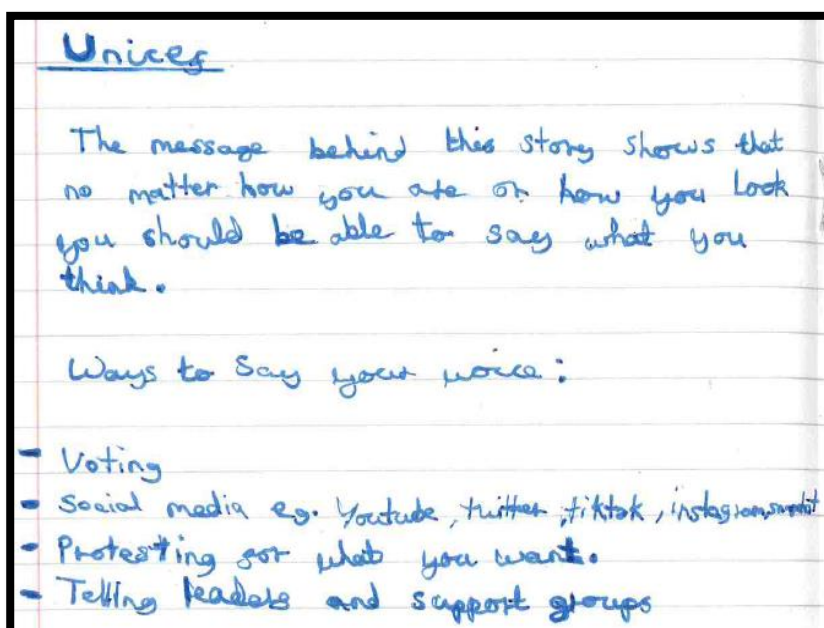 Unicef
The message behind this story shows that
no matter how you are or how you look
you should be able to say what you
think.
Ways to say your voice:
- Voting
- Social media eg. Youtube, twitter, tiktok, instagram,
- Protesting for what you want.
- Telling leaders and support groups